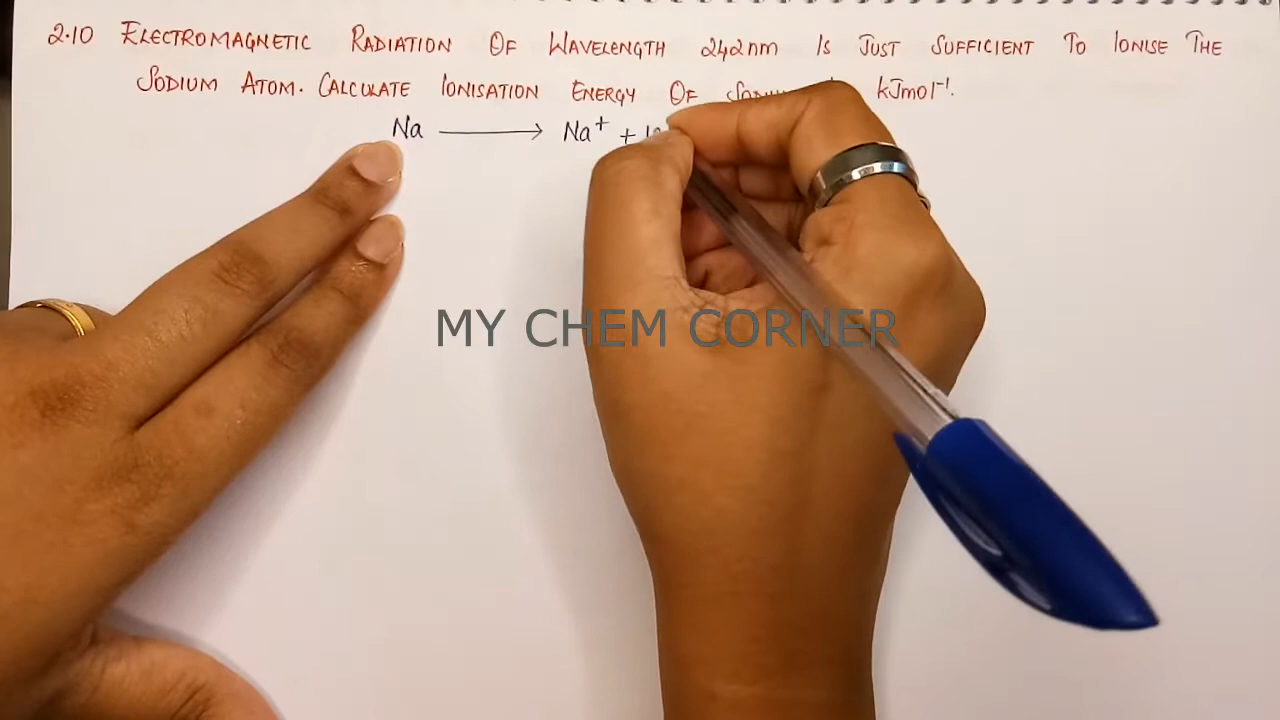 2.10 ELECTROMAGNETIC RADIATION OF WAVELENGTH 242nm IS JUST SUFFICIENT TO IONISE THE
SODIUM ATOM. CALCULATE IONISATION ENERGY OF kJmol⁻¹.
Na ⟶ Na⁺ +
MY CHEM CORNER